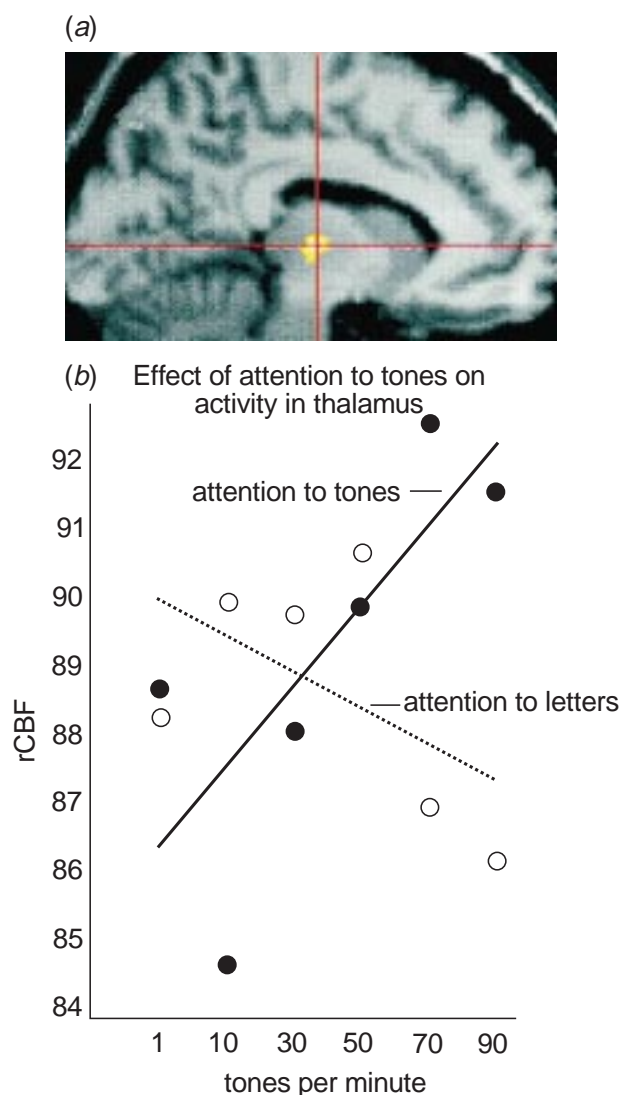 (a)
(b) Effect of attention to tones on
activity in thalamus
92
attention to tones
91
90
89
attention to letters
88
rCBF
87
86
85
84
1 10 30 50 70 90
tones per minute